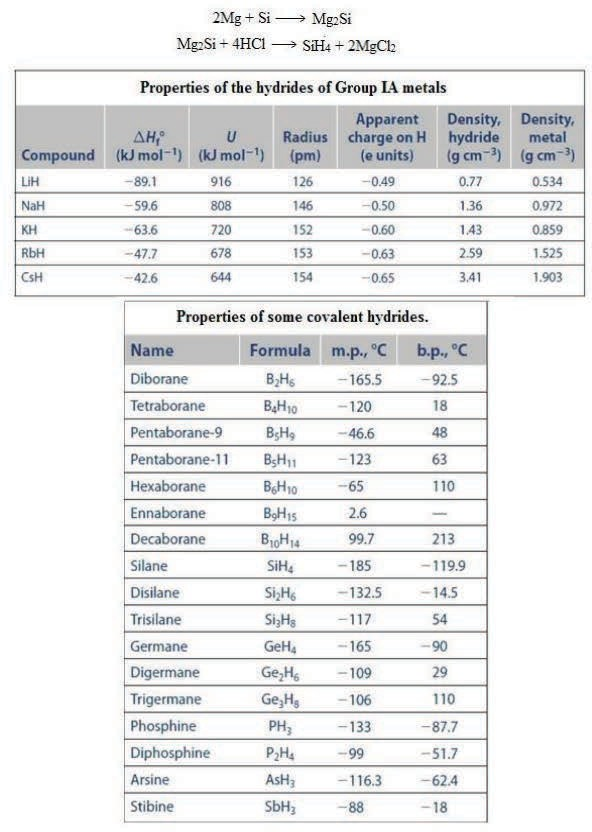 2Mg + Si ⟶ Mg₂Si
Mg₂Si + 4HCl ⟶ SiH₄ + 2MgCl₂
Properties of the hydrides of Group IA metals
Compound ΔHf° (kJ mol⁻¹) U (kJ mol⁻¹) Radius (pm) Apparent charge on H (e units) Density, hydride (g cm⁻³) Density, metal (g cm⁻³)
LiH −89.1 916 126 −0.49 0.77 0.534
NaH −59.6 808 146 −0.50 1.36 0.972
KH −63.6 720 152 −0.60 1.43 0.859
RbH −47.7 678 153 −0.63 2.59 1.525
CsH −42.6 644 154 −0.65 3.41 1.903
Properties of some covalent hydrides.
Name Formula m.p., °C b.p., °C
Diborane B₂H₆ −165.5 −92.5
Tetraborane B₄H₁₀ −120 18
Pentaborane-9 B₅H₉ −46.6 48
Pentaborane-11 B₅H₁₁ −123 63
Hexaborane B₆H₁₀ −65 110
Ennaborane B₉H₁₅ 2.6 —
Decaborane B₁₀H₁₄ 99.7 213
Silane SiH₄ −185 −119.9
Disilane Si₂H₆ −132.5 −14.5
Trisilane Si₃H₈ −117 54
Germane GeH₄ −165 −90
Digermane Ge₂H₆ −109 29
Trigermane Ge₃H₈ −106 110
Phosphine PH₃ −133 −87.7
Diphosphine P₂H₄ −99 −51.7
Arsine AsH₃ −116.3 −62.4
Stibine SbH₃ −88 −18